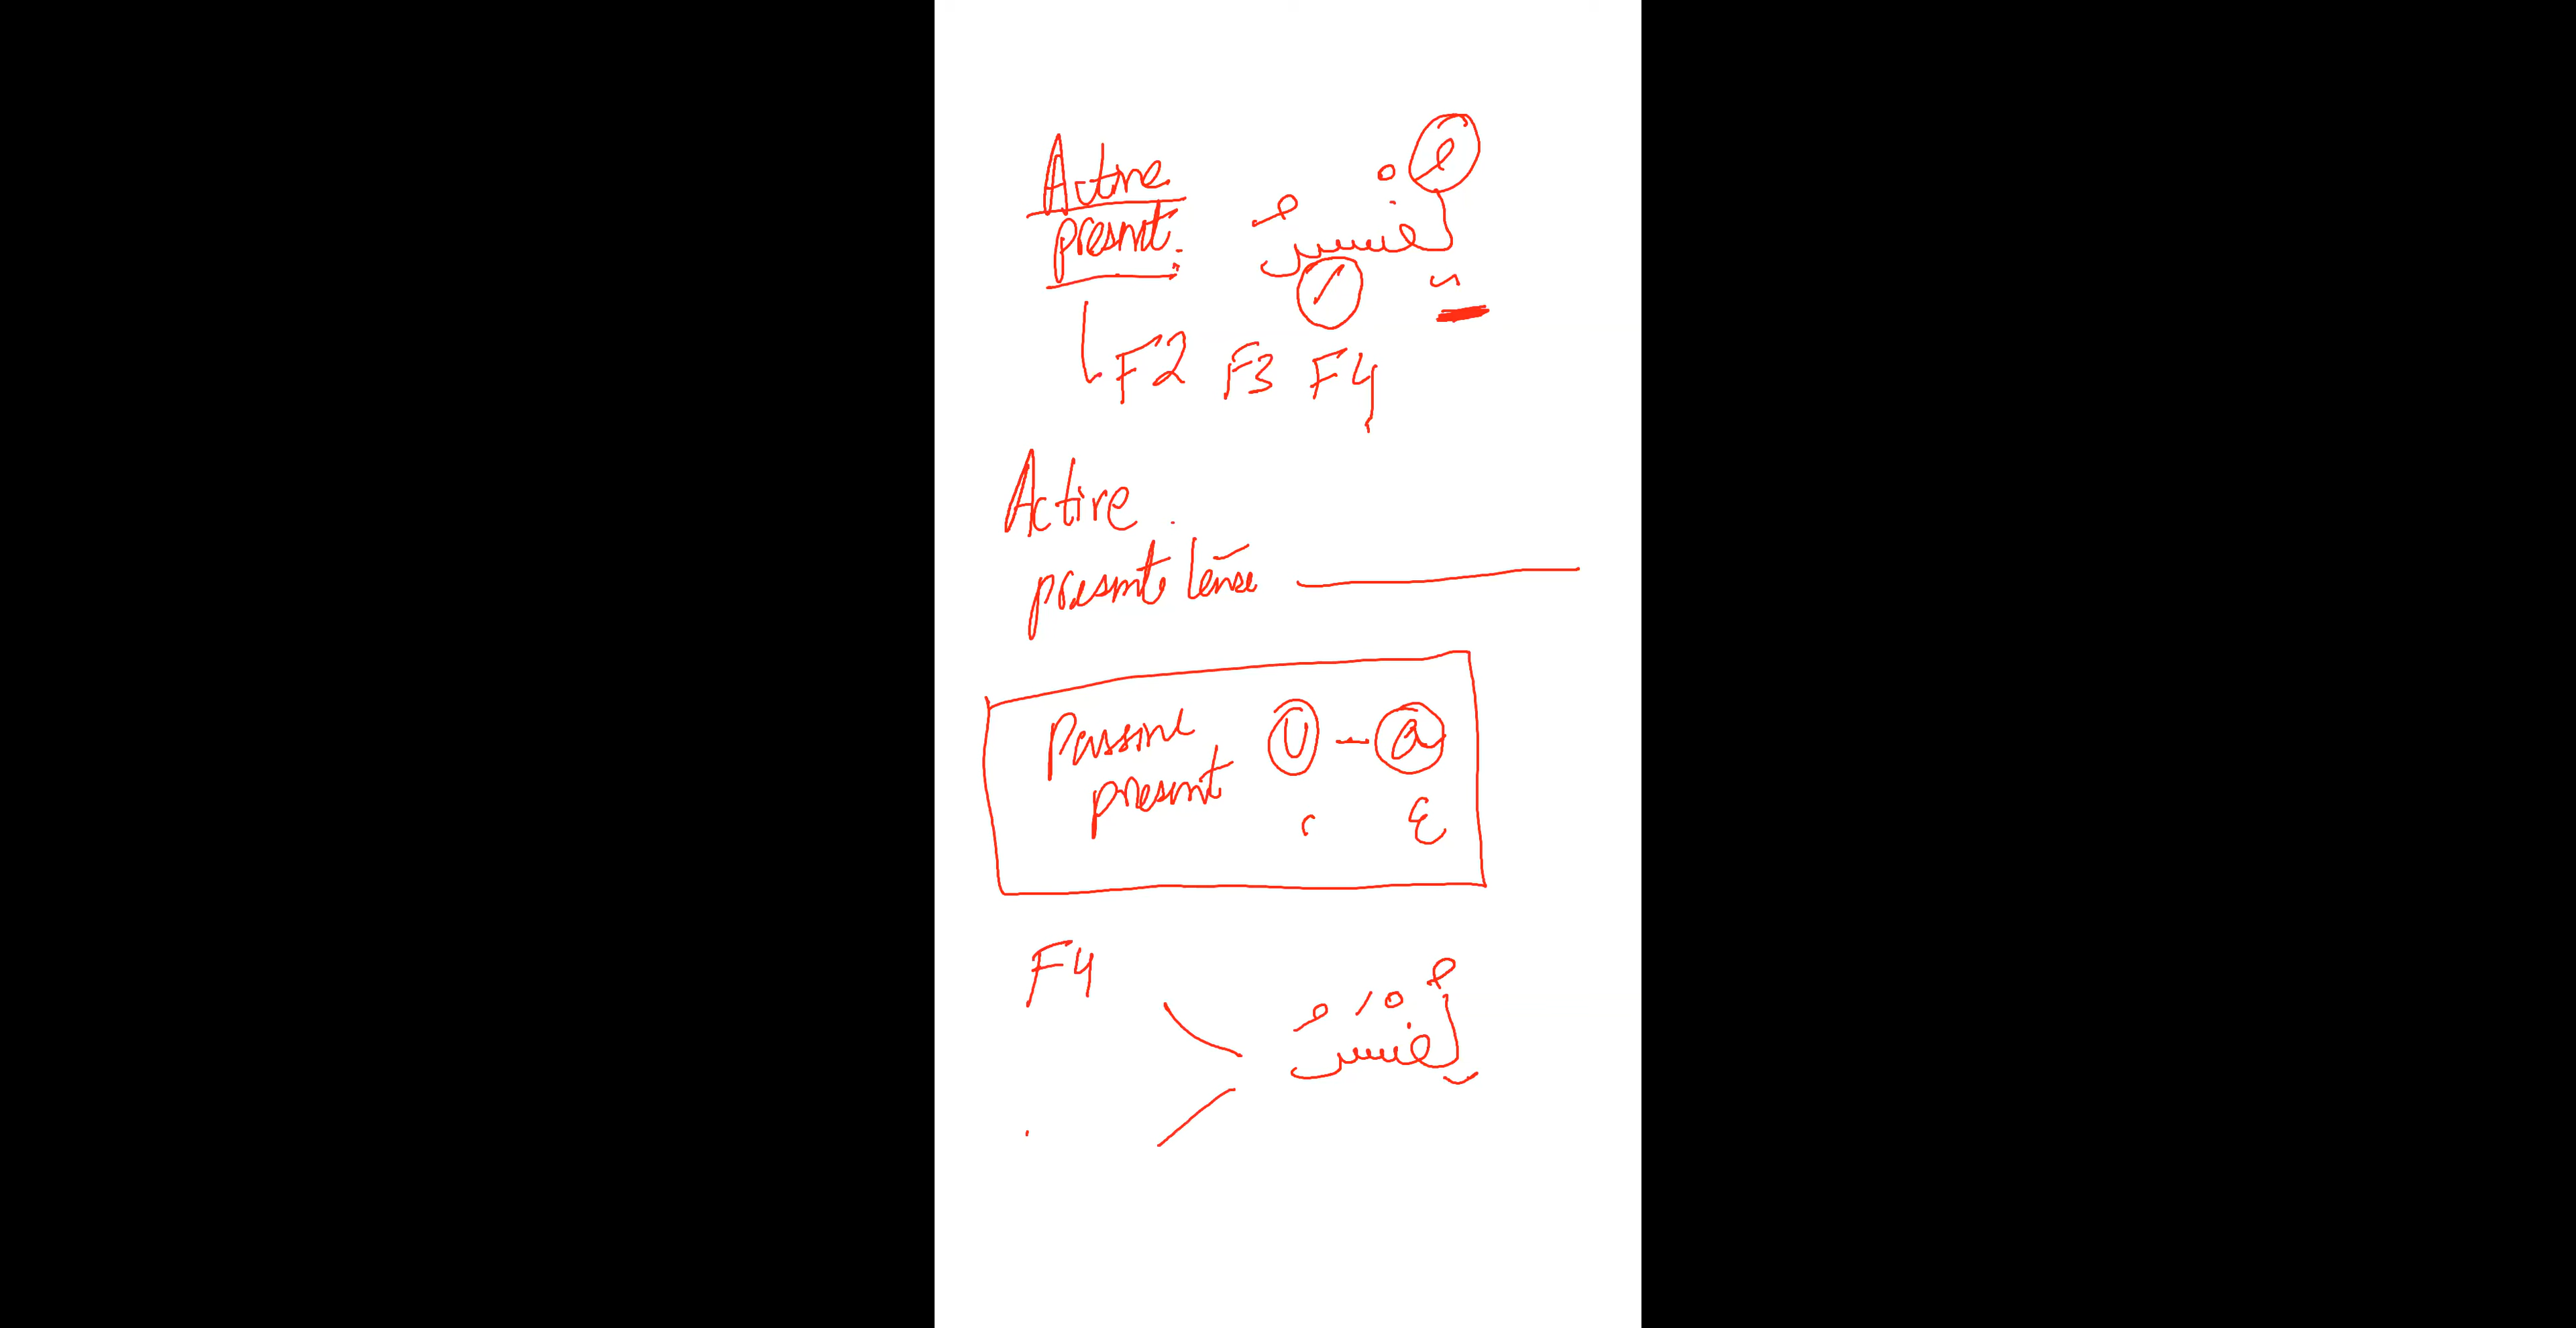 Active
present.
F2 F3 F4
Active
present tense
Passive U - a
present ع
F4